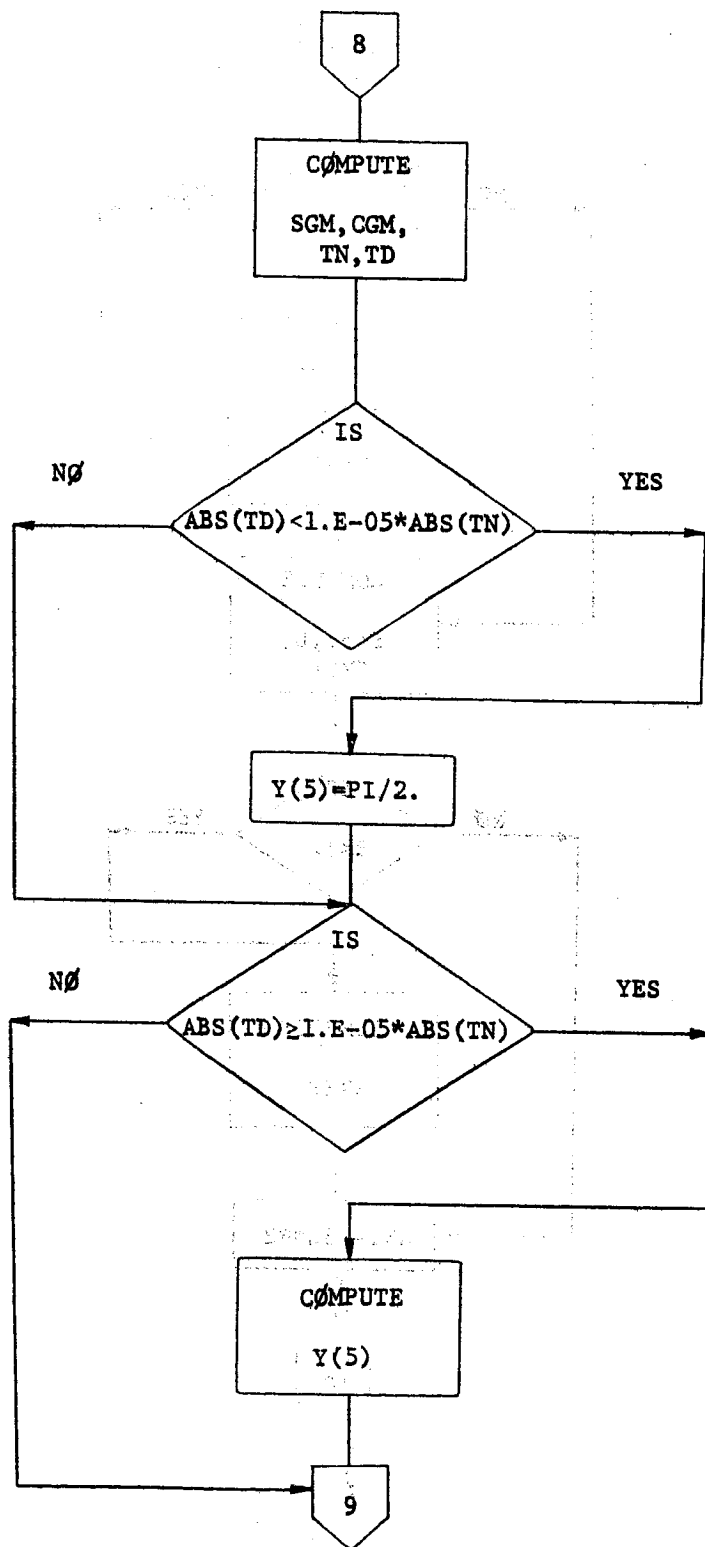 8
CØMPUTE
SGM,CGM,
TN,TD
IS
NØ
YES
ABS(TD)<1.E-05*ABS(TN)
Y(5)=PI/2.
IS
NØ
YES
ABS(TD)≥I.E-05*ABS(TN)
CØMPUTE
Y(5)
9